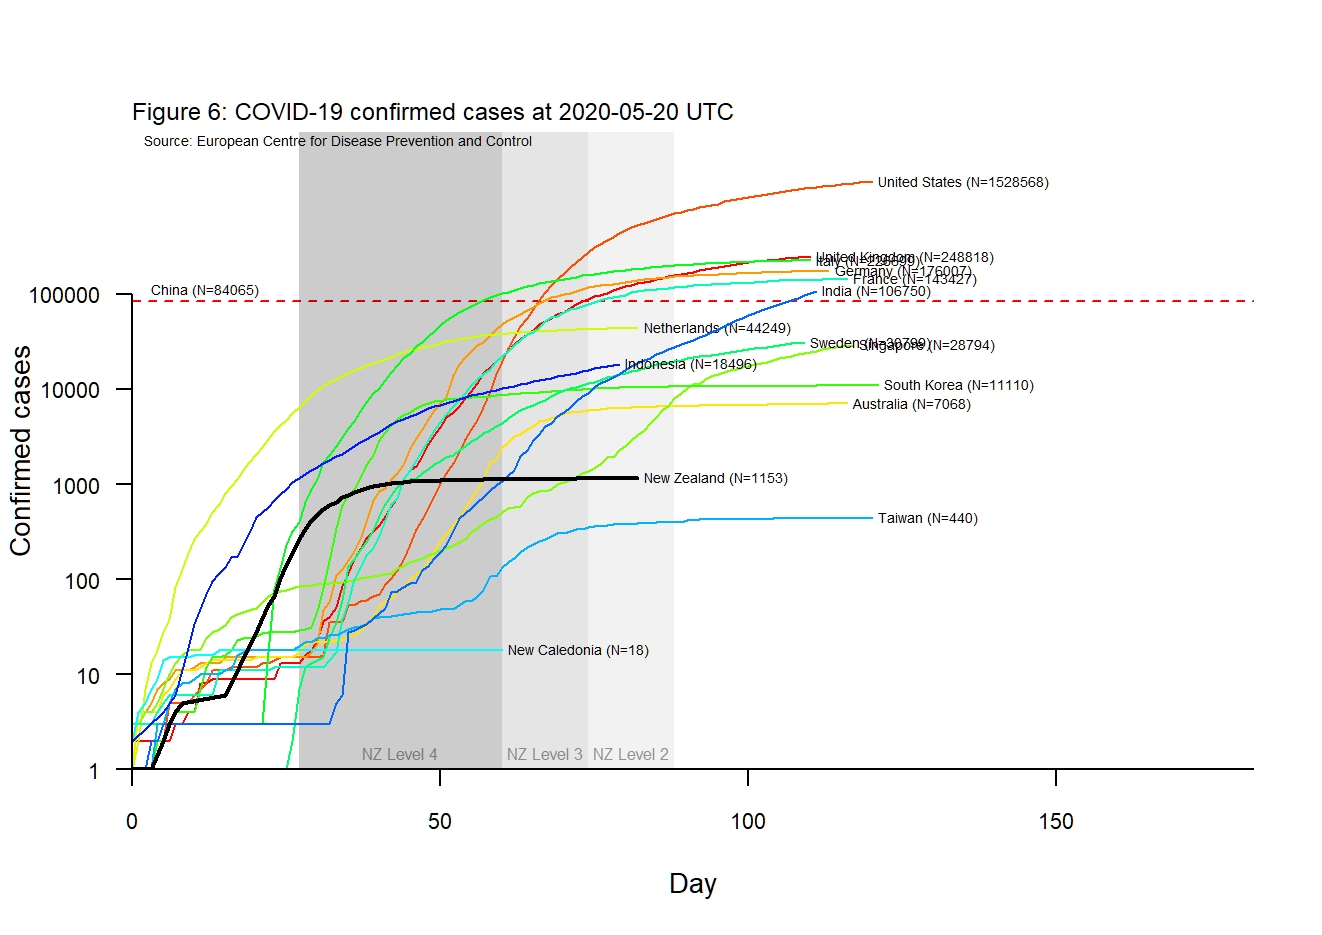 Figure 6: COVID-19 confirmed cases at 2020-05-20 UTC
Source: European Centre for Disease Prevention and Control
United States (N=1528568)
United Kingdom (N=248818)
Italy
Germany (N=176007)
France (N=143427)
China (N=84065)
India (N=106750)
100000
Netherlands (N=44249)
Sweden (N=30799)
Singapore (N=28794)
Indonesia (N=18496)
10000
South Korea (N=11110)
Australia (N=7068)
1000
New Zealand (N=1153)
Taiwan (N=440)
100
New Caledonia (N=18)
10
NZ Level 4
NZ Level 3
NZ Level 2
1
Confirmed cases
0
50
100
150
Day